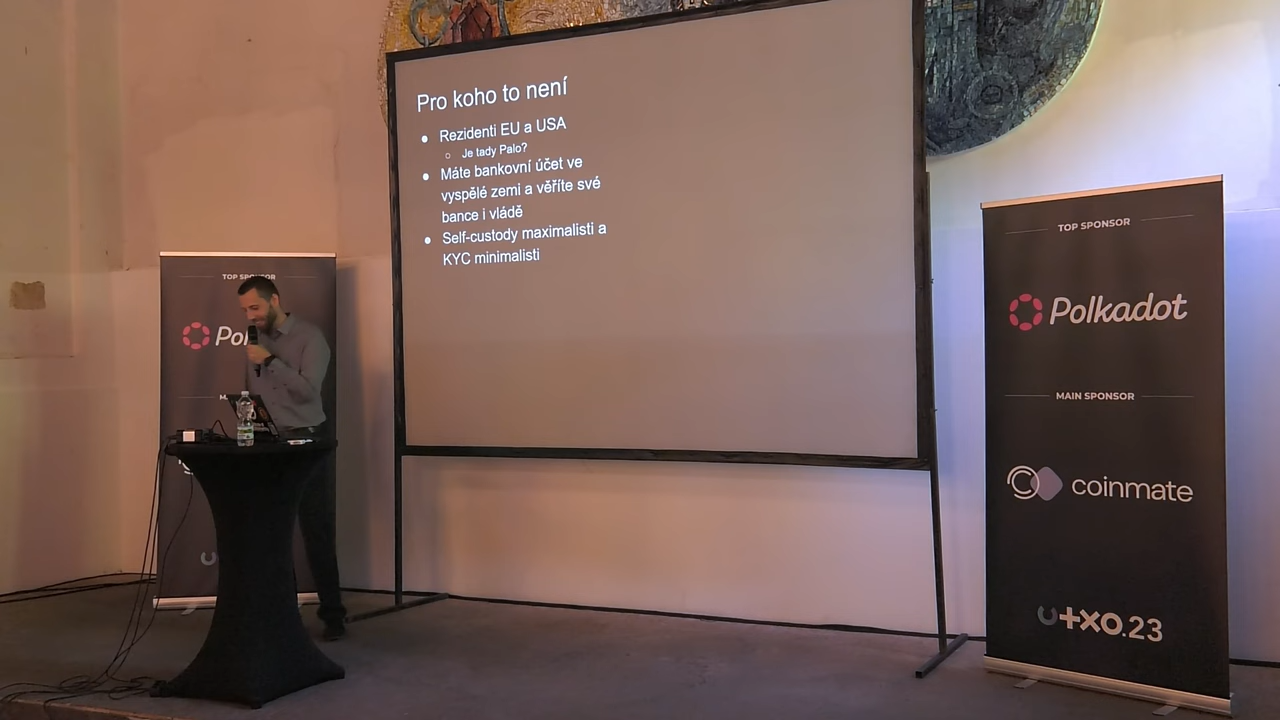 Pro koho to není
● Rezidenti EU a USA
○ Je tady Palo?
● Máte bankovní účet ve
vyspělé zemi a věříte své
bance i vládě
● Self-custody maximalisti a
KYC minimalisti
TOP SPONSOR
Polkadot
MAIN SPONSOR
coinmate
utxo.23
TOP SPONSOR
Pol